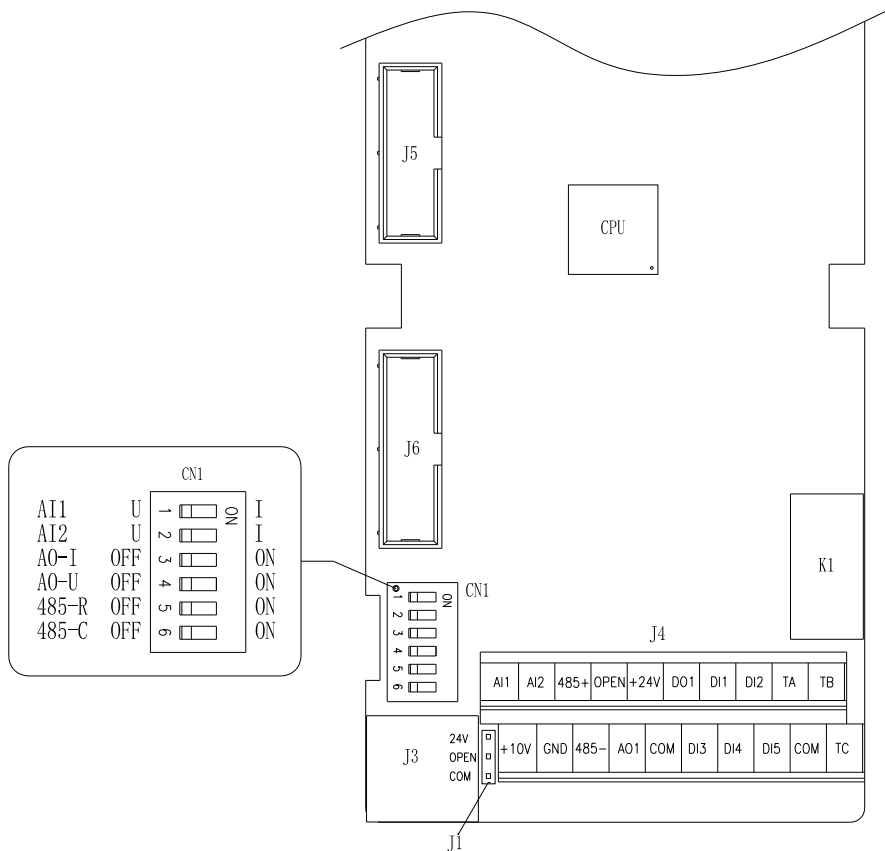 J5
CPU
J6
CN1
AI1 U 1 ON I
AI2 U 2 I
AO-I OFF 3 ON
AO-U OFF 4 ON
485-R OFF 5 ON
485-C OFF 6 ON
K1
CN1
1 ON
2
3
4
5
6
J4
AI1 AI2 485+ OPEN +24V DO1 DI1 DI2 TA TB
+10V GND 485- AO1 COM DI3 DI4 DI5 COM TC
J3
24V
OPEN
COM
J1